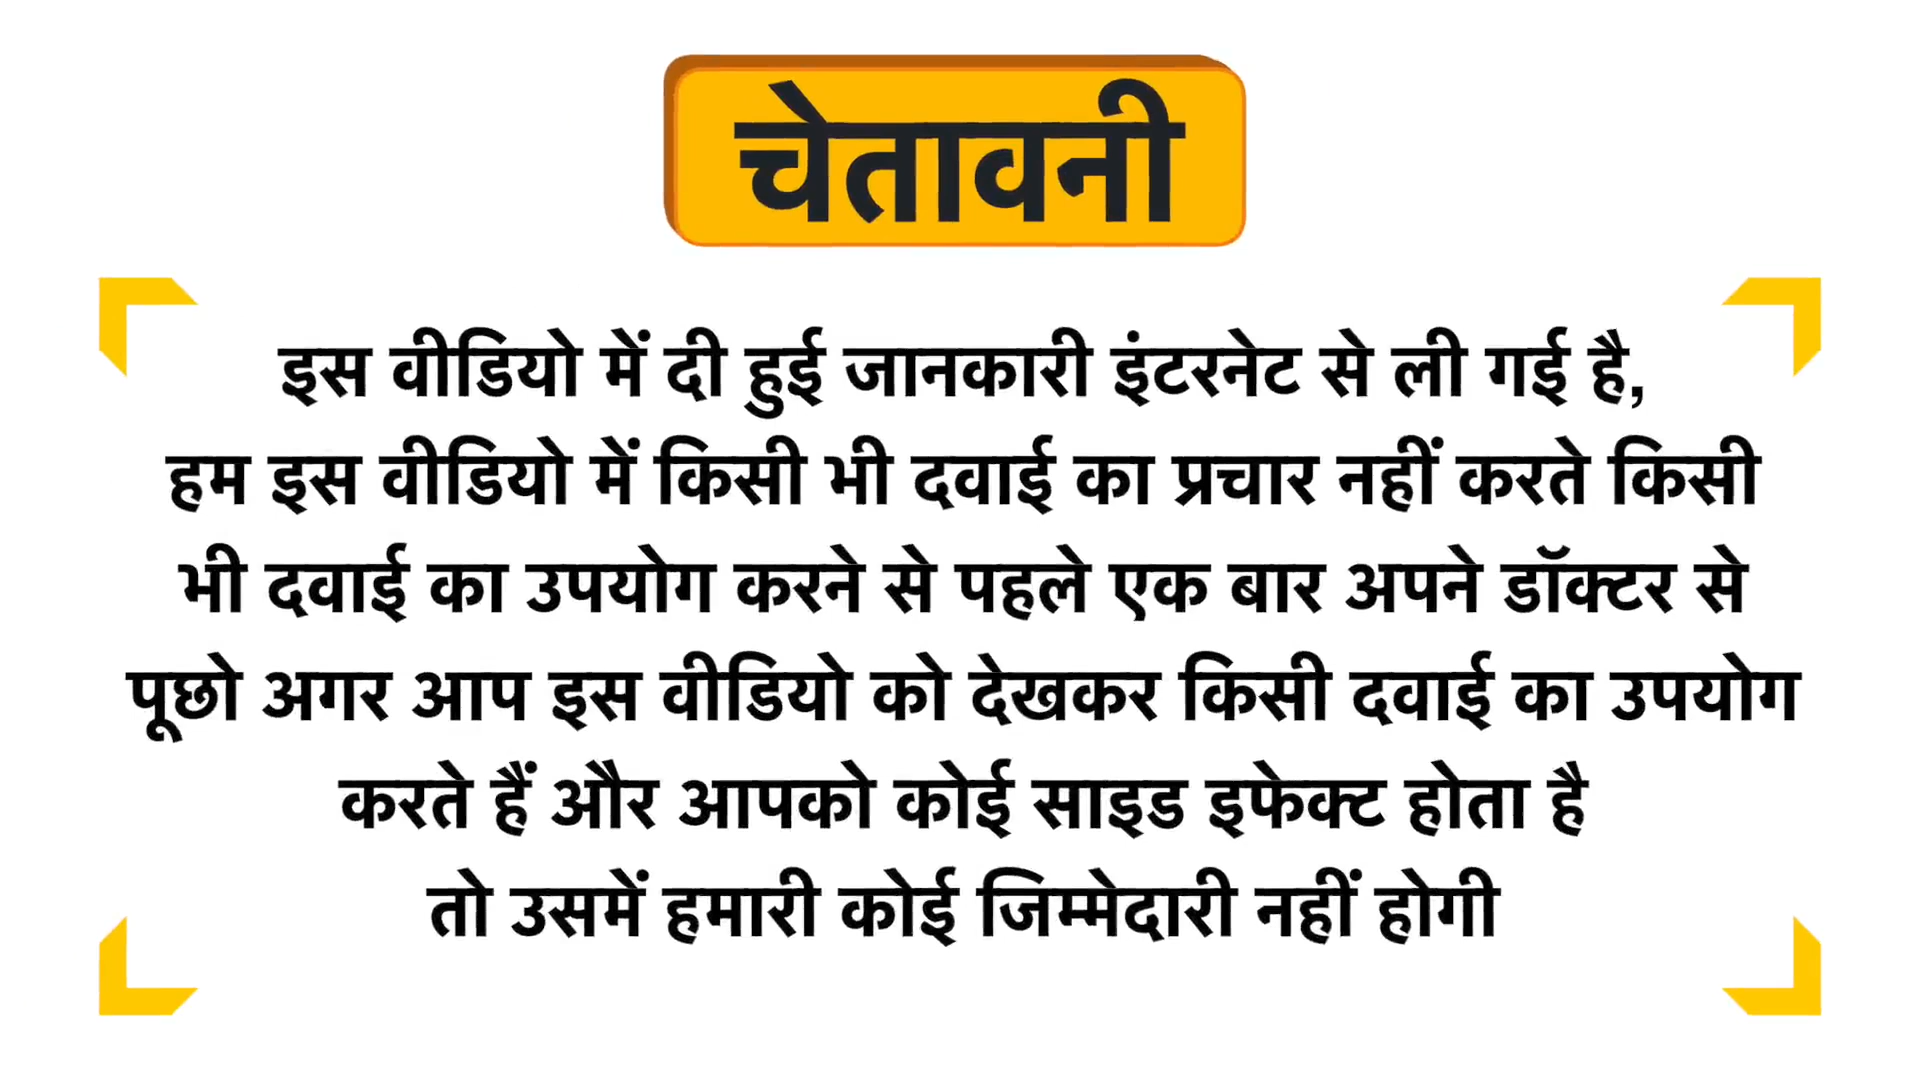 चेतावनी
इस वीडियो में दी हुई जानकारी इंटरनेट से ली गई है,
हम इस वीडियो में किसी भी दवाई का प्रचार नहीं करते किसी
भी दवाई का उपयोग करने से पहले एक बार अपने डॉक्टर से
पूछो अगर आप इस वीडियो को देखकर किसी दवाई का उपयोग
करते हैं और आपको कोई साइड इफेक्ट होता है
तो उसमें हमारी कोई जिम्मेदारी नहीं होगी